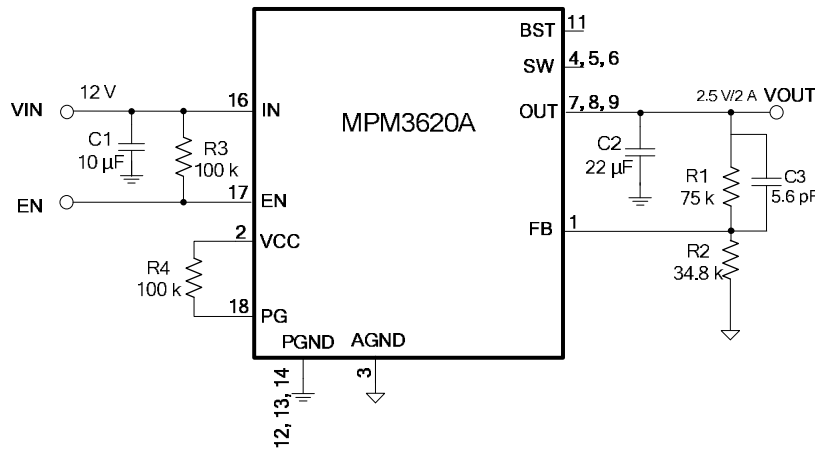 BST 11
SW 4, 5, 6
VIN 12 V 16 IN
OUT 7, 8, 9 2.5 V/2 A VOUT
MPM3620A
C1
10 µF
R3
100 k
C2
22 µF
R1
75 k
C3
5.6 pF
EN 17 EN
FB 1
2 VCC
R2
34.8 k
R4
100 k
18 PG
PGND AGND
12, 13, 14
3